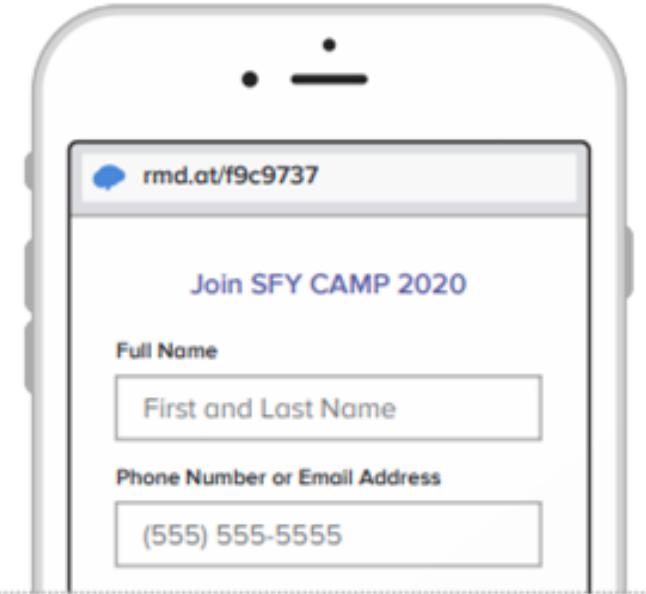 rmd.at/f9c9737
Join SFY CAMP 2020
Full Name
First and Last Name
Phone Number or Email Address
(555) 555-5555